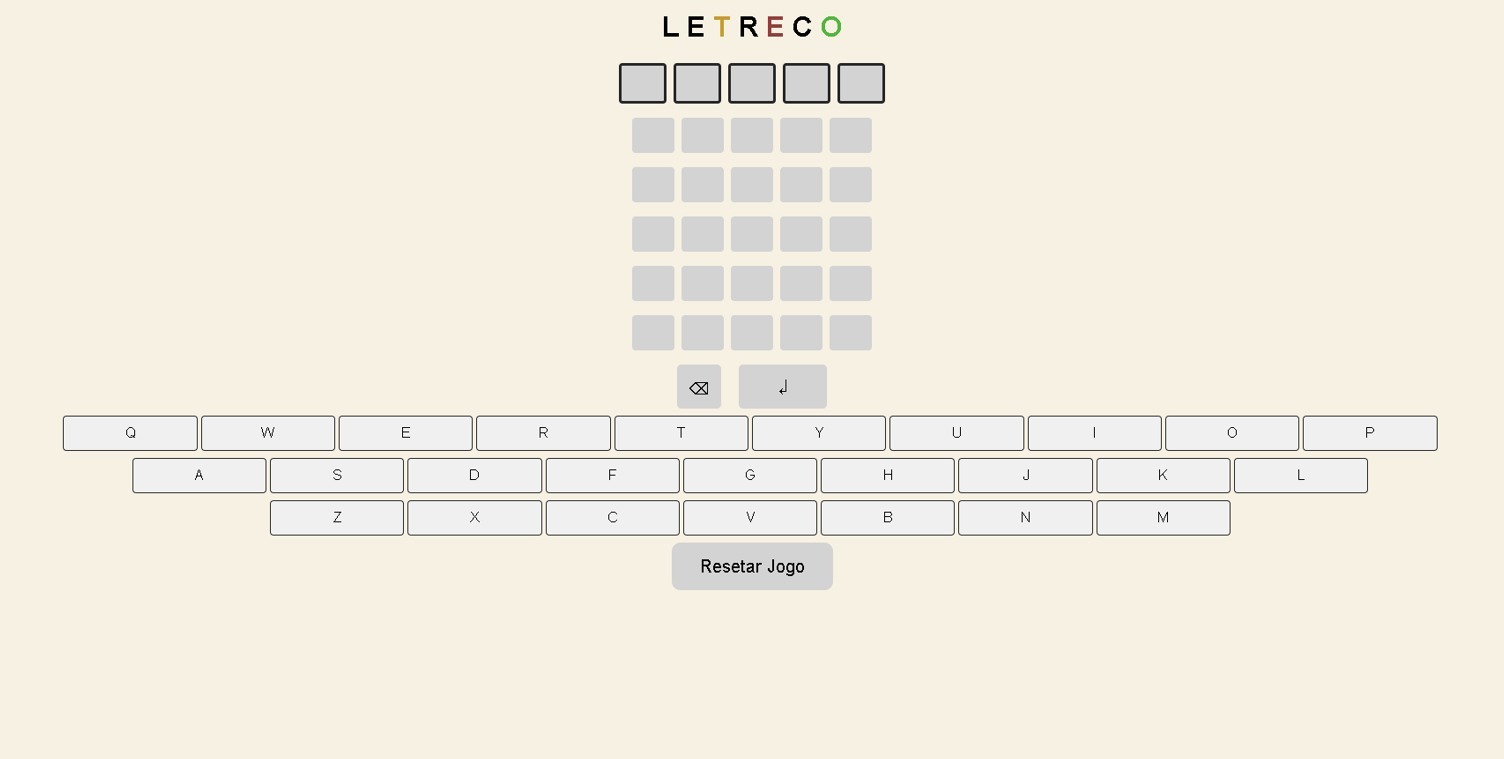 LETRECO
⌫ ↲
Q W E R T Y U I O P
A S D F G H J K L
Z X C V B N M
Resetar Jogo